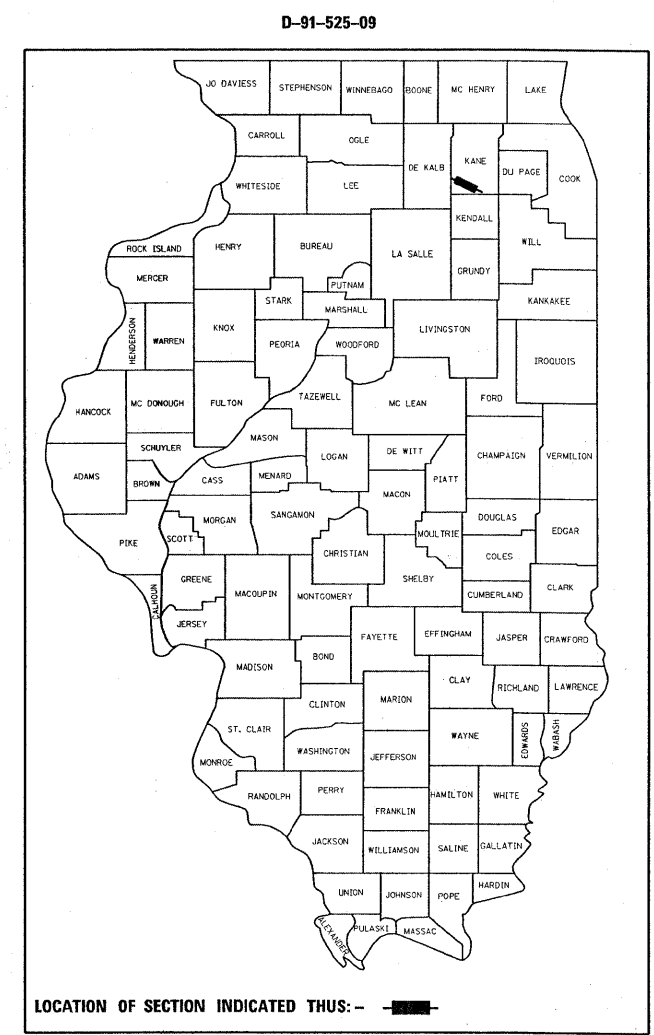 D-91-525-09
JO DAVIESS
STEPHENSON
WINNEBAGO
BOONE
MC HENRY
LAKE
CARROLL
OGLE
DE KALB
KANE
DU PAGE
COOK
WHITESIDE
LEE
KENDALL
WILL
ROCK ISLAND
HENRY
BUREAU
LA SALLE
GRUNDY
MERCER
PUTNAM
KANKAKEE
STARK
MARSHALL
HENDERSON
WARREN
KNOX
PEORIA
WOODFORD
LIVINGSTON
IROQUOIS
HANCOCK
MC DONOUGH
FULTON
TAZEWELL
MC LEAN
FORD
SCHUYLER
MASON
LOGAN
DE WITT
CHAMPAIGN
VERMILION
ADAMS
BROWN
CASS
MENARD
MACON
PIATT
PIKE
SCOTT
MORGAN
SANGAMON
CHRISTIAN
MOULTRIE
DOUGLAS
EDGAR
COLES
CALHOUN
GREENE
MACOUPIN
MONTGOMERY
SHELBY
CUMBERLAND
CLARK
JERSEY
FAYETTE
EFFINGHAM
JASPER
CRAWFORD
MADISON
BOND
CLAY
RICHLAND
LAWRENCE
CLINTON
MARION
ST. CLAIR
WASHINGTON
WAYNE
EDWARDS
WABASH
MONROE
JEFFERSON
RANDOLPH
PERRY
HAMILTON
WHITE
FRANKLIN
JACKSON
WILLIAMSON
SALINE
GALLATIN
UNION
JOHNSON
POPE
HARDIN
ALEXANDER
PULASKI
MASSAC
LOCATION OF SECTION INDICATED THUS:-